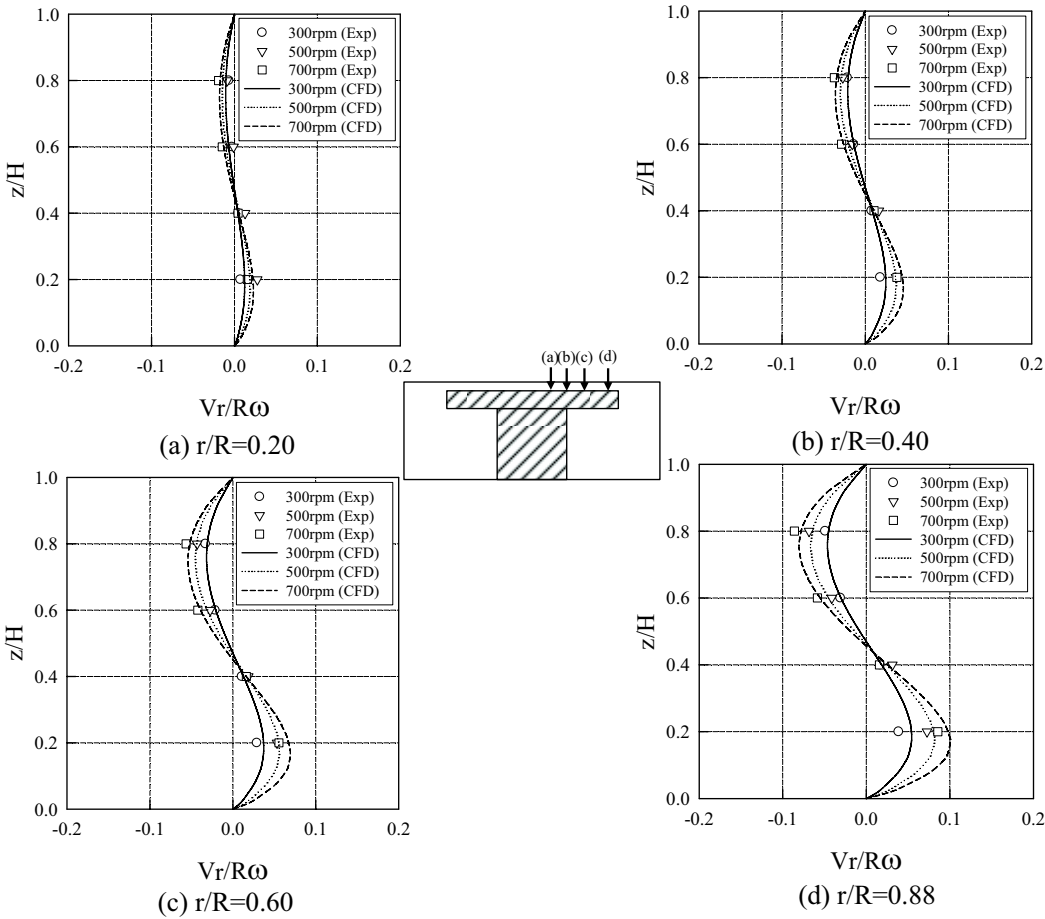 1.0
0.8
0.6
0.4
0.2
0.0
z/H
300rpm (Exp)
500rpm (Exp)
700rpm (Exp)
300rpm (CFD)
500rpm (CFD)
700rpm (CFD)
-0.2 -0.1 0.0 0.1 0.2
Vr/Rω
(a) r/R=0.20
1.0
0.8
0.6
0.4
0.2
0.0
z/H
300rpm (Exp)
500rpm (Exp)
700rpm (Exp)
300rpm (CFD)
500rpm (CFD)
700rpm (CFD)
-0.2 -0.1 0.0 0.1 0.2
Vr/Rω
(b) r/R=0.40
(a) (b) (c) (d)
1.0
0.8
0.6
0.4
0.2
0.0
z/H
300rpm (Exp)
500rpm (Exp)
700rpm (Exp)
300rpm (CFD)
500rpm (CFD)
700rpm (CFD)
-0.2 -0.1 0.0 0.1 0.2
Vr/Rω
(c) r/R=0.60
1.0
0.8
0.6
0.4
0.2
0.0
z/H
300rpm (Exp)
500rpm (Exp)
700rpm (Exp)
300rpm (CFD)
500rpm (CFD)
700rpm (CFD)
-0.2 -0.1 0.0 0.1 0.2
Vr/Rω
(d) r/R=0.88